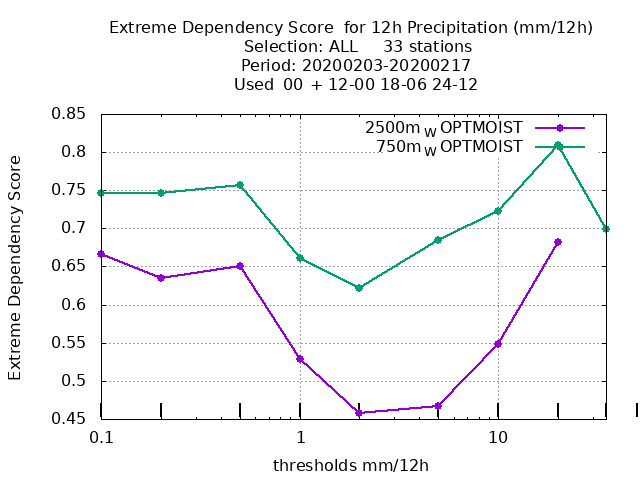 Extreme Dependency Score for 12h Precipitation (mm/12h)
Selection: ALL 33 stations
Period: 20200203-20200217
Used 00 + 12-00 18-06 24-12
2500m W OPTMOIST
750m W OPTMOIST
Extreme Dependency Score
0.85
0.8
0.75
0.7
0.65
0.6
0.55
0.5
0.45
0.1 1 10
thresholds mm/12h